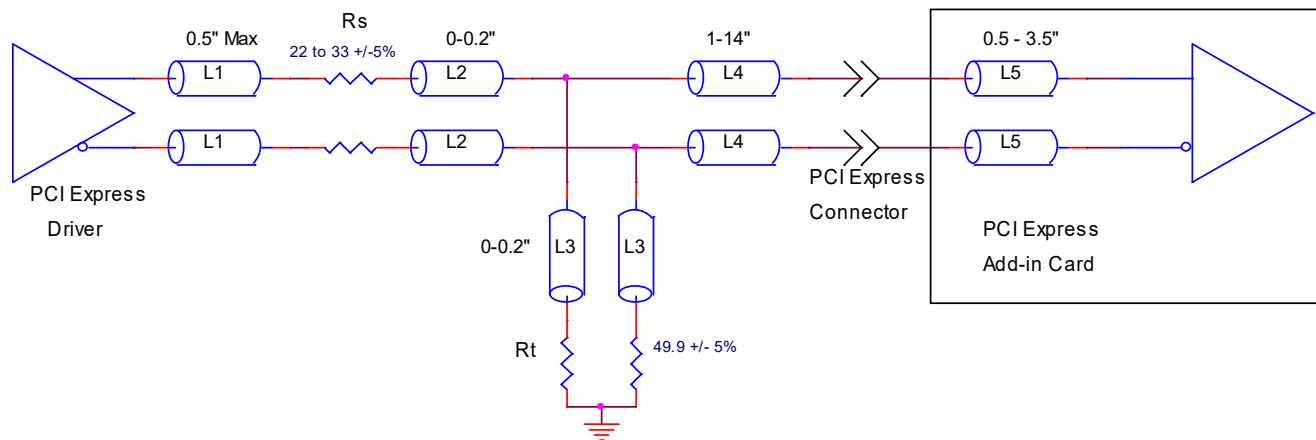 Rs
0.5" Max
22 to 33 +/-5%
0-0.2"
1-14"
0.5 - 3.5"
L1
L2
L4
L5
L1
L2
L4
L5
PCI Express
Driver
PCI Express
Connector
0-0.2"
L3
L3
PCI Express
Add-in Card
Rt
49.9 +/- 5%